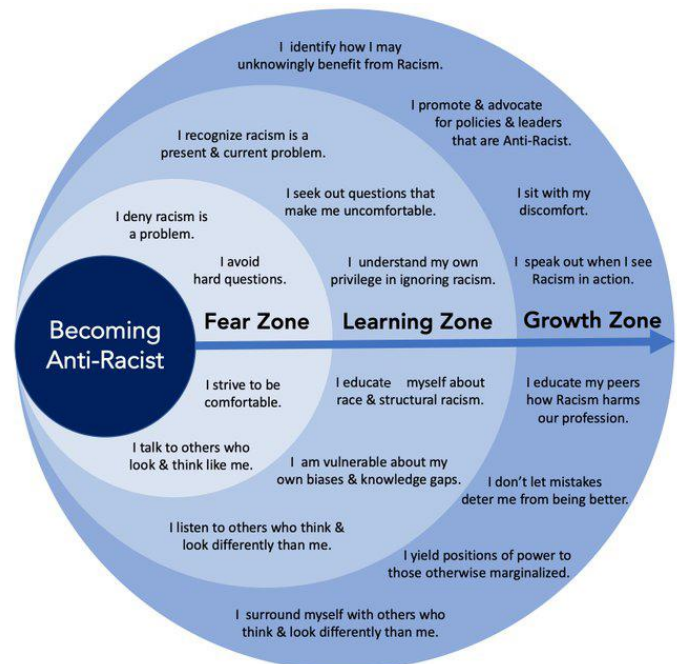 I identify how I may
unknowingly benefit from Racism.
I promote & advocate
for policies & leaders
that are Anti-Racist.
I recognize racism is a
present & current problem.
I seek out questions that
make me uncomfortable.
I sit with my
discomfort.
I deny racism is
a problem.
I avoid
hard questions.
I understand my own
privilege in ignoring racism.
I speak out when I see
Racism in action.
Becoming
Anti-Racist
Fear Zone
Learning Zone
Growth Zone
I strive to be
comfortable.
I educate myself about
race & structural racism.
I educate my peers
how Racism harms
our profession.
I talk to others who
look & think like me.
I am vulnerable about my
own biases & knowledge gaps.
I don't let mistakes
deter me from being better.
I listen to others who think &
look differently than me.
I yield positions of power to
those otherwise marginalized.
I surround myself with others who
think & look differently than me.